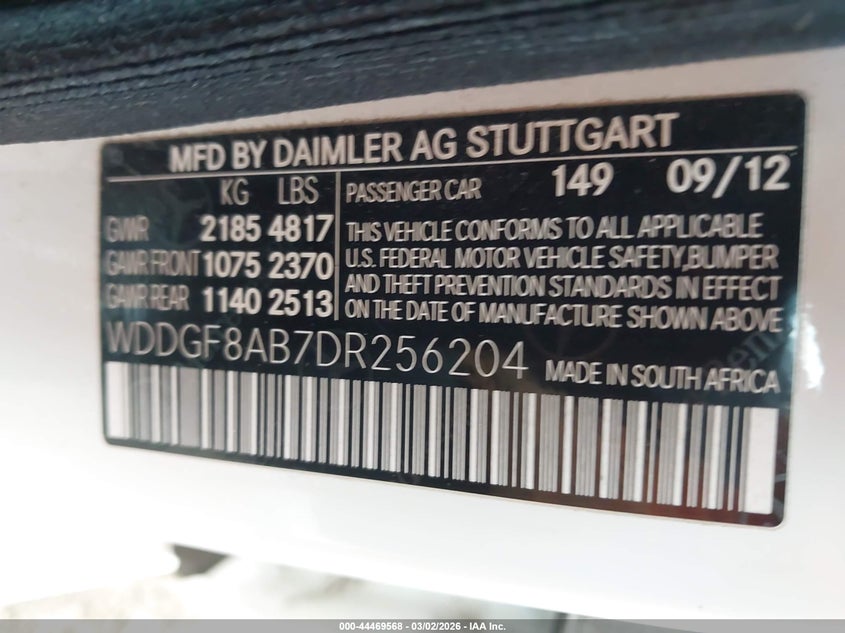 MFD BY DAIMLER AG STUTTGART
KG LBS
GVWR 2185 4817
GAWR FRONT 1075 2370
GAWR REAR 1140 2513
PASSENGER CAR 149 09/12
THIS VEHICLE CONFORMS TO ALL APPLICABLE
U.S. FEDERAL MOTOR VEHICLE SAFETY,BUMPER
AND THEFT PREVENTION STANDARDS IN EFFECT
ON THE DATE OF MANUFACTURE SHOWN ABOVE
WDDGF8AB7DR256204 MADE IN SOUTH AFRICA
000-44469568 - 03/02/2026 - IAA Inc.